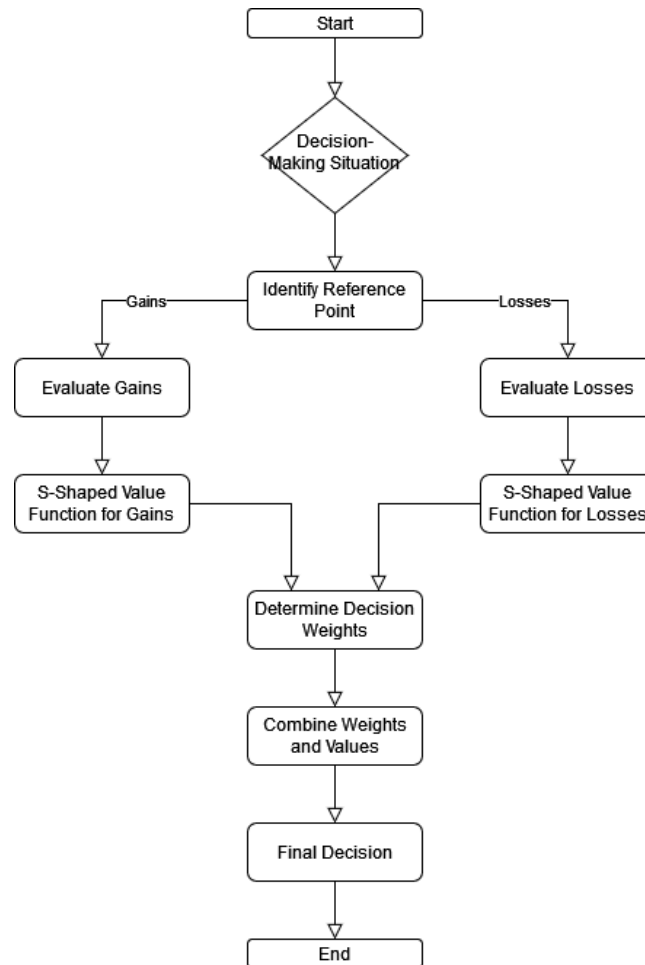 Start
Decision-
Making Situation
Identify Reference
Point
Gains
Losses
Evaluate Gains
Evaluate Losses
S-Shaped Value
Function for Gains
S-Shaped Value
Function for Losses
Determine Decision
Weights
Combine Weights
and Values
Final Decision
End